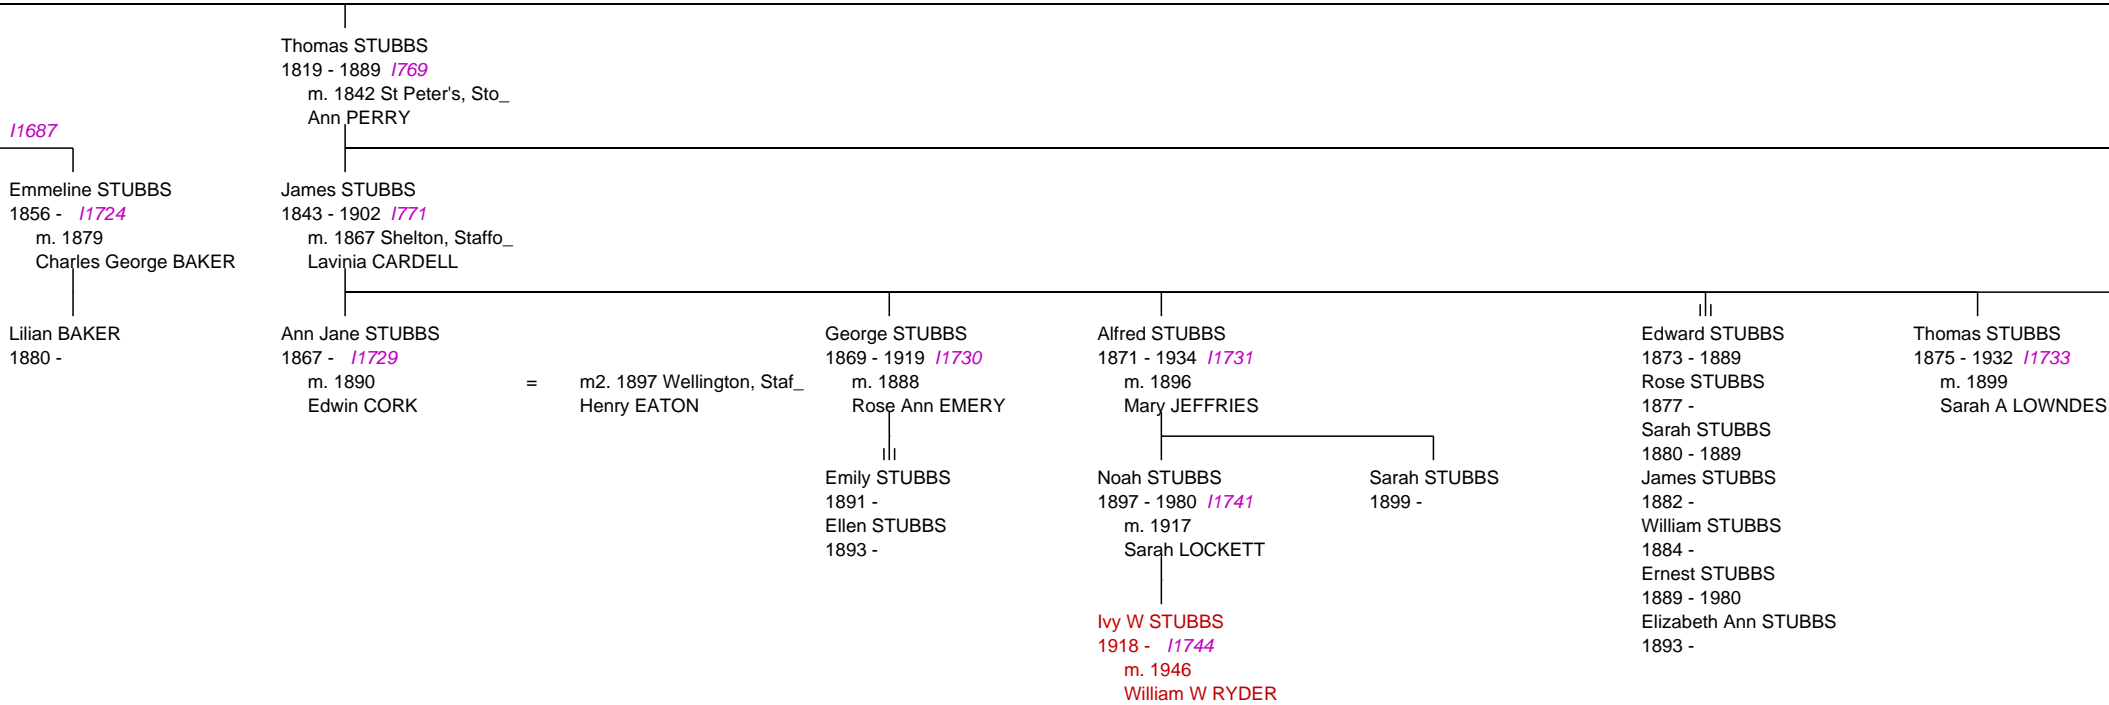 Thomas STUBBS
1819 - 1889 I769
m. 1842 St Peter's, Sto_
Ann PERRY
I1687
Emmeline STUBBS
1856 - I1724
m. 1879
Charles George BAKER
James STUBBS
1843 - 1902 I771
m. 1867 Shelton, Staffo_
Lavinia CARDELL
Lilian BAKER
1880 -
Ann Jane STUBBS
1867 - I1729
m. 1890
Edwin CORK
=
m2. 1897 Wellington, Staf_
Henry EATON
George STUBBS
1869 - 1919 I1730
m. 1888
Rose Ann EMERY
Alfred STUBBS
1871 - 1934 I1731
m. 1896
Mary JEFFRIES
Edward STUBBS
1873 - 1889
Rose STUBBS
1877 -
Sarah STUBBS
1880 - 1889
James STUBBS
1882 -
William STUBBS
1884 -
Ernest STUBBS
1889 - 1980
Elizabeth Ann STUBBS
1893 -
Thomas STUBBS
1875 - 1932 I1733
m. 1899
Sarah A LOWNDES
Emily STUBBS
1891 -
Ellen STUBBS
1893 -
Noah STUBBS
1897 - 1980 I1741
m. 1917
Sarah LOCKETT
Sarah STUBBS
1899 -
Ivy W STUBBS
1918 - I1744
m. 1946
William W RYDER